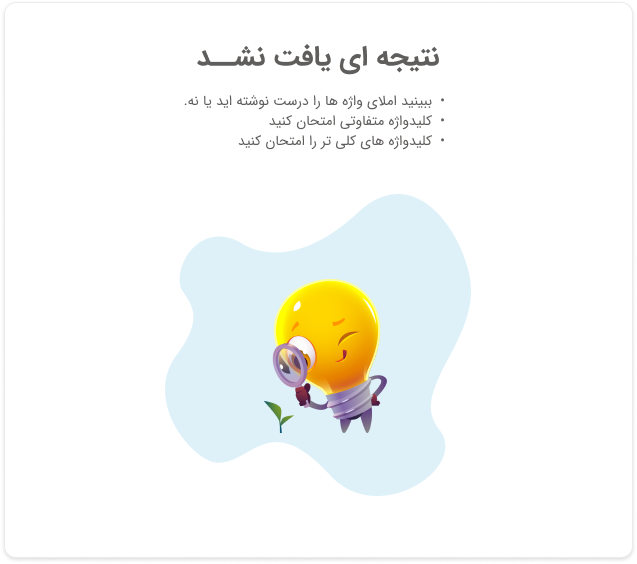 نتیجه ای یافت نشــد
• ببینید املای واژه ها را درست نوشته اید یا نه.
• کلیدواژه متفاوتی امتحان کنید
• کلیدواژه های کلی تر را امتحان کنید